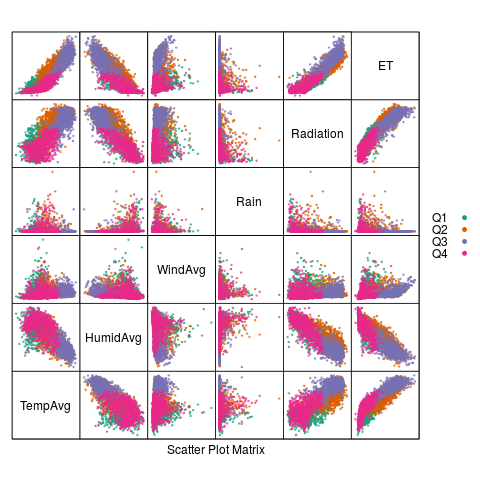 ET
Radiation
Rain
WindAvg
HumidAvg
TempAvg
Q1
Q2
Q3
Q4
Scatter Plot Matrix